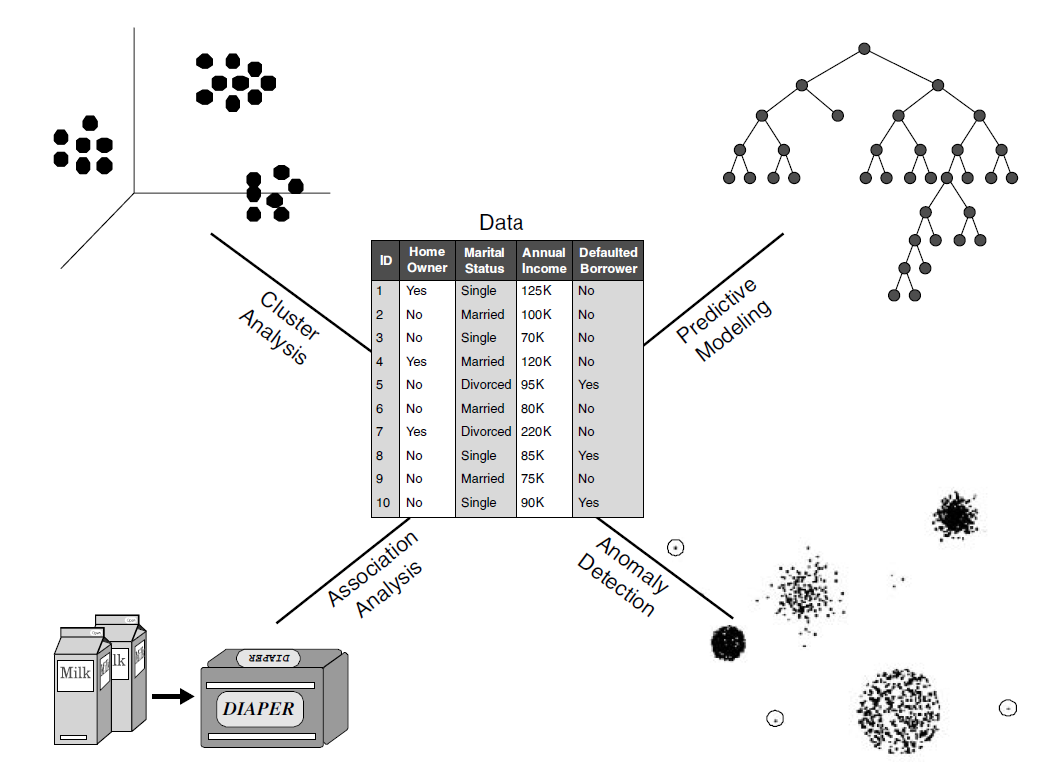 Data
ID Home Owner Marital Status Annual Income Defaulted Borrower
1 Yes Single 125K No
2 No Married 100K No
3 No Single 70K No
4 Yes Married 120K No
5 No Divorced 95K Yes
6 No Married 80K No
7 Yes Divorced 220K No
8 No Single 85K Yes
9 No Married 75K No
10 No Single 90K Yes
Cluster
Analysis
Predictive
Modeling
Association
Analysis
Anomaly
Detection
Milk
lk
DIAPER
DIAPER